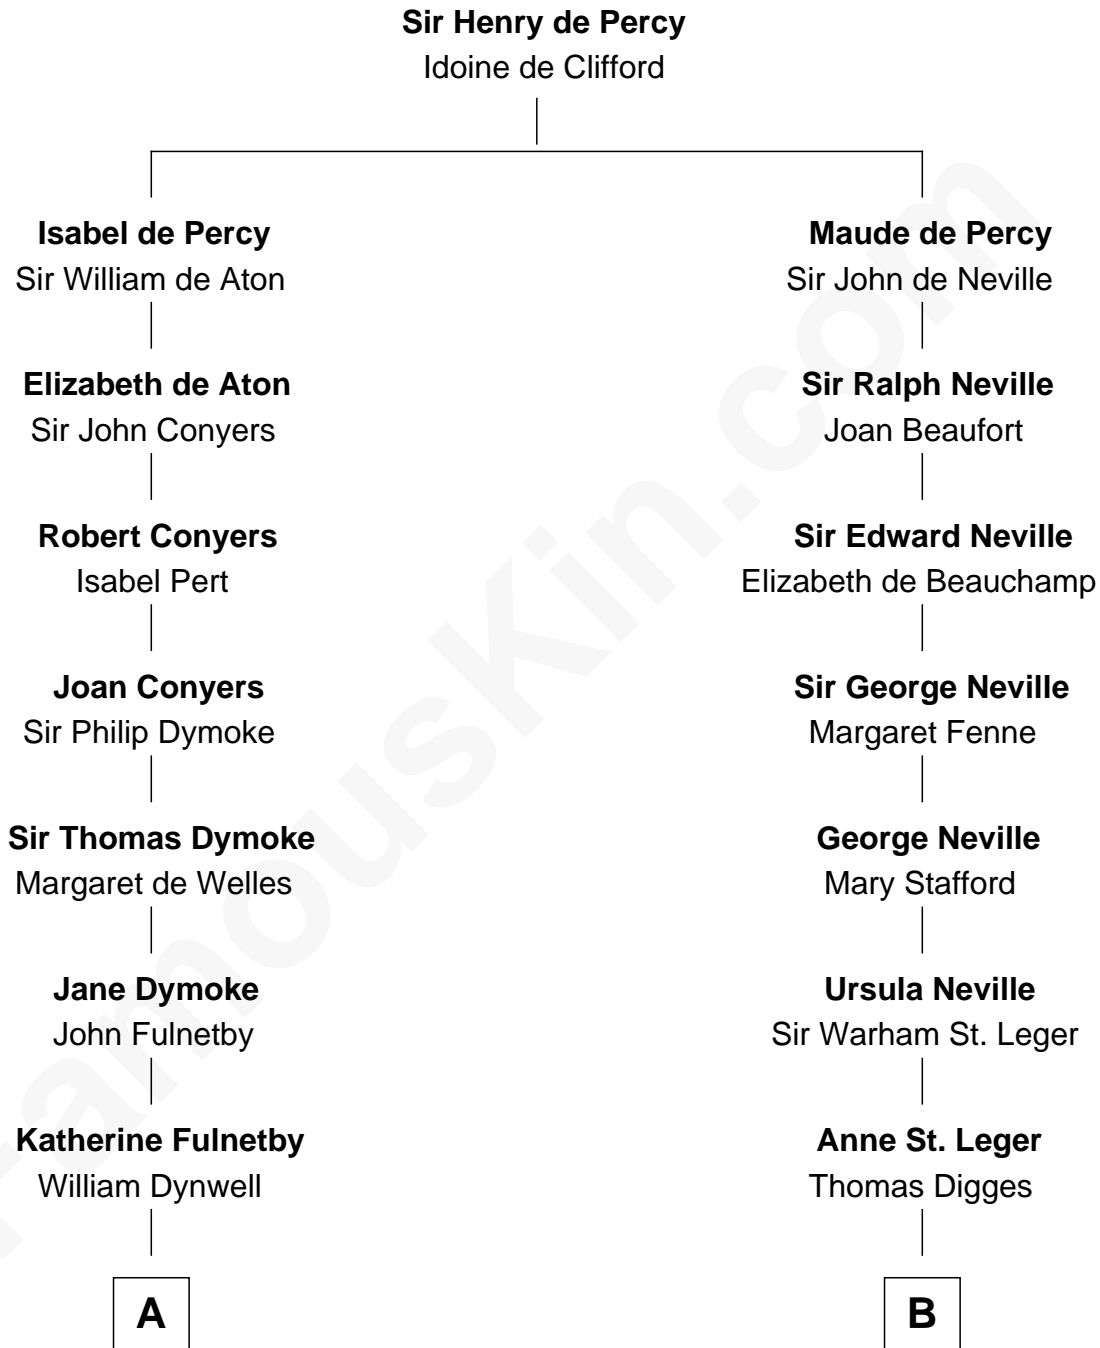 Sir Henry de Percy
Idoine de Clifford
Isabel de Percy
Sir William de Aton
Elizabeth de Aton
Sir John Conyers
Robert Conyers
Isabel Pert
Joan Conyers
Sir Philip Dymoke
Sir Thomas Dymoke
Margaret de Welles
Jane Dymoke
John Fulnetby
Katherine Fulnetby
William Dynwell
A
Maude de Percy
Sir John de Neville
Sir Ralph Neville
Joan Beaufort
Sir Edward Neville
Elizabeth de Beauchamp
Sir George Neville
Margaret Fenne
George Neville
Mary Stafford
Ursula Neville
Sir Warham St. Leger
Anne St. Leger
Thomas Digges
B
FamousKin.com